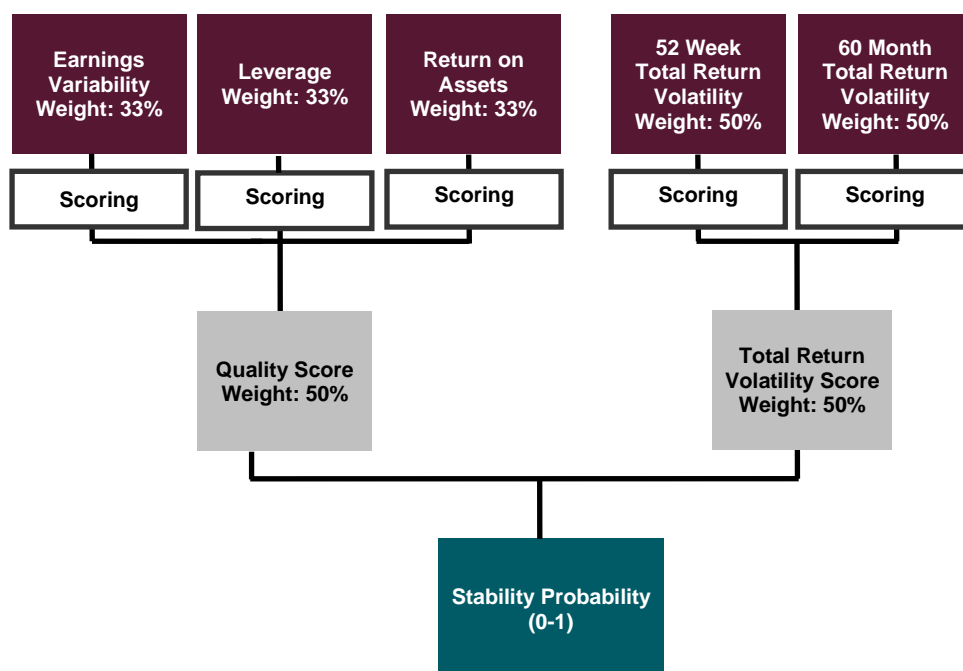 Earnings
Variability
Weight: 33%
Leverage
Weight: 33%
Return on
Assets
Weight: 33%
52 Week
Total Return
Volatility
Weight: 50%
60 Month
Total Return
Volatility
Weight: 50%
Scoring
Scoring
Scoring
Scoring
Scoring
Quality Score
Weight: 50%
Total Return
Volatility Score
Weight: 50%
Stability Probability
(0-1)